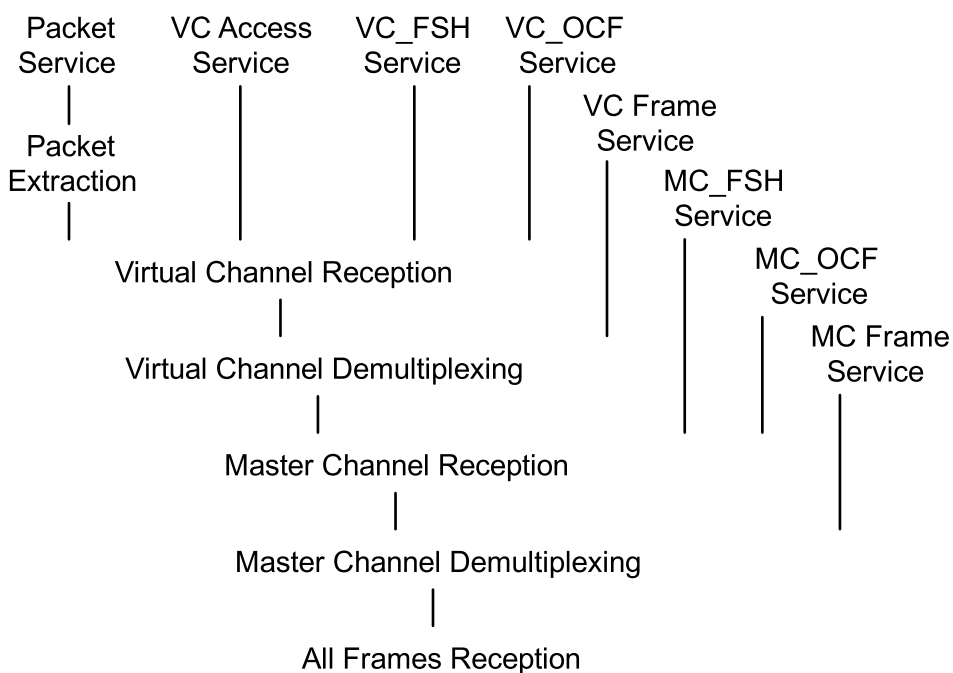 Packet
Service
VC Access
Service
VC_FSH
Service
VC_OCF
Service
VC Frame
Service
Packet
Extraction
MC_FSH
Service
MC_OCF
Service
Virtual Channel Reception
MC Frame
Service
Virtual Channel Demultiplexing
Master Channel Reception
Master Channel Demultiplexing
All Frames Reception